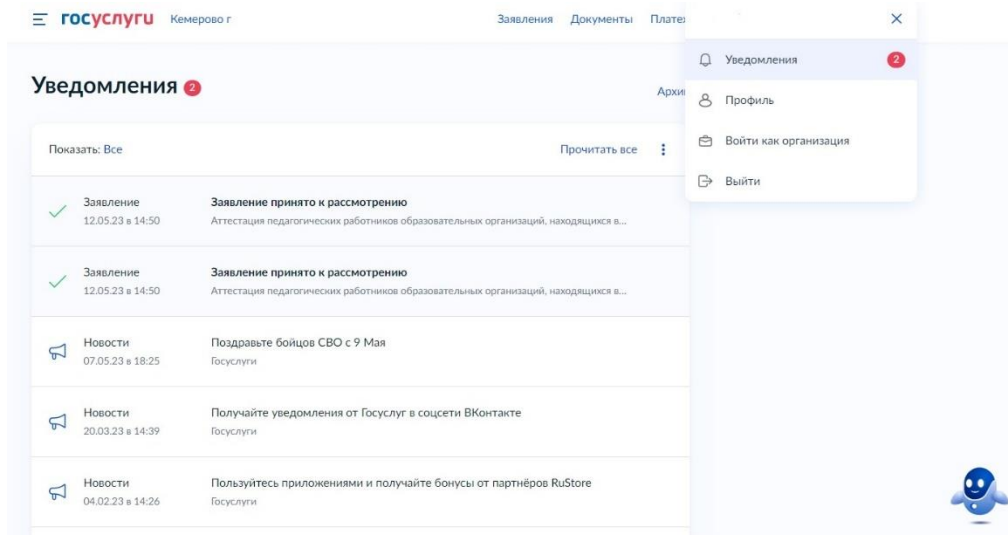 госуслуги Кемерово г Заявления Документы Платеж
Уведомления 2
Профиль
Войти как организация
Выйти
Уведомления 2
Архи
Показать: Все Прочитать все
Заявление Заявление принято к рассмотрению
12.05.23 в 14:50 Аттестация педагогических работников образовательных организаций, находящихся в...
Заявление Заявление принято к рассмотрению
12.05.23 в 14:50 Аттестация педагогических работников образовательных организаций, находящихся в...
Новости Поздравьте бойцов СВО с 9 Мая
07.05.23 в 18:25 Госуслуги
Новости Получайте уведомления от Госуслуг в соцсети ВКонтакте
20.03.23 в 14:39 Госуслуги
Новости Пользуйтесь приложениями и получайте бонусы от партнёров RuStore
04.02.23 в 14:26 Госуслуги